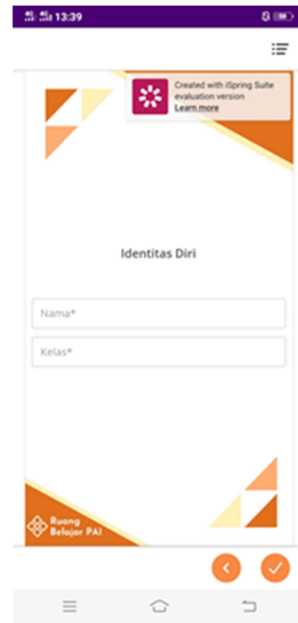 13:39
Created with iSpring Suite
evaluation version
Learn more
Identitas Diri
Nama*
Kelas*
Ruang
Belajar PAI